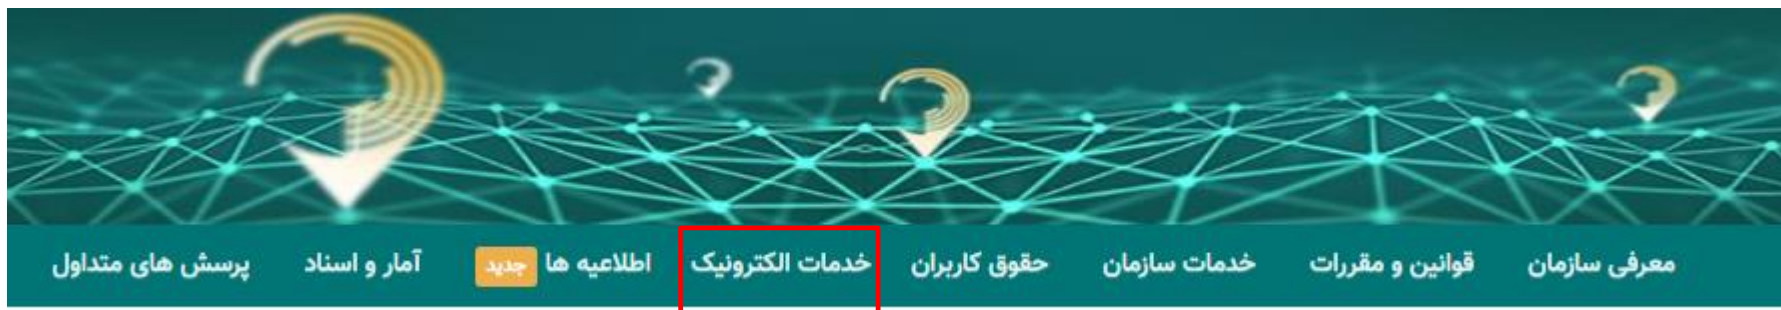 معرفی سازمان قوانین و مقررات خدمات سازمان حقوق کاربران خدمات الکترونیک اطلاعیه ها جدید آمار و اسناد پرسش های متداول